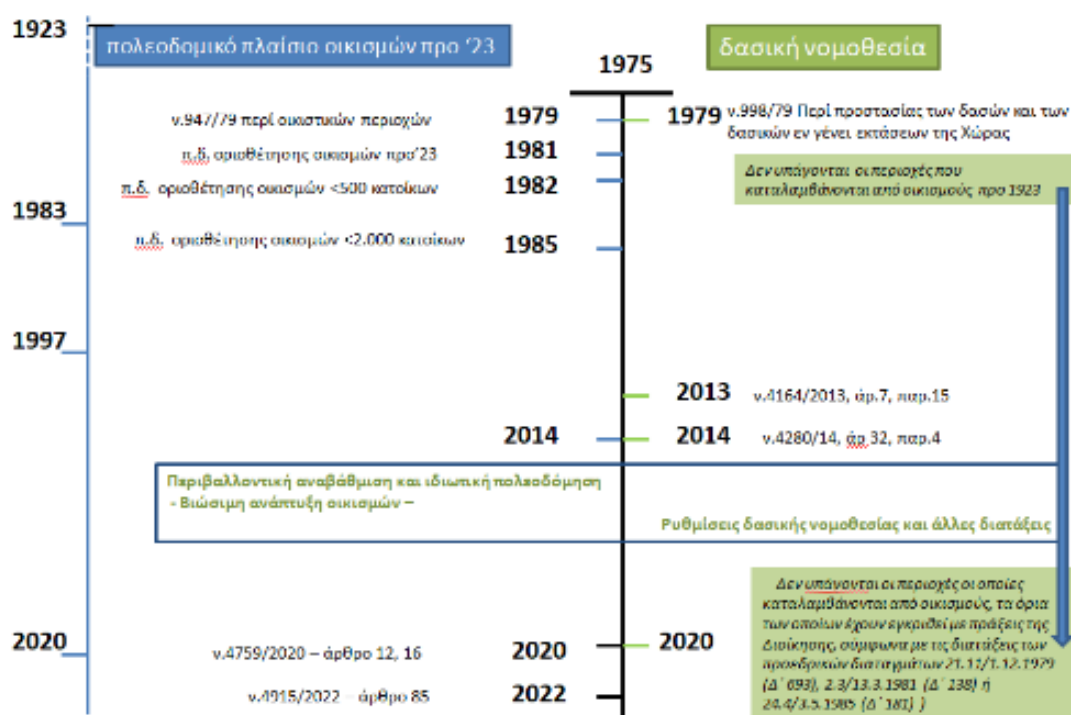 1923
πολεοδομικό πλαίσιο οικισμών προ '23
δασική νομοθεσία
1975
ν.947/79 περί οικιστικών περιοχών
1979
1979
ν.998/79 Περί προστασίας των δασών και των
δασικών εν γένει εκτάσεων της Χώρας
π.δ. οριοθέτησης οικισμών προ'23
1981
Δεν υπάγονται οι περιοχές που
καταλαμβάνονται από οικισμούς προ 1923
π.δ. οριοθέτησης οικισμών <500 κατοίκων
1982
1983
π.δ. οριοθέτησης οικισμών <2.000 κατοίκων
1985
1997
2013
ν.4164/2013, άρ.7, παρ.15
2014
2014
ν.4280/14, άρ 32, παρ.4
Περιβαλλοντική αναβάθμιση και ιδιωτική πολεοδόμηση
- Βιώσιμη ανάπτυξη οικισμών –
Ρυθμίσεις δασικής νομοθεσίας και άλλες διατάξεις
Δεν υπάγονται οι περιοχές οι οποίες
καταλαμβάνονται από οικισμούς, τα όρια
των οποίων έχουν εγκριθεί με πράξεις της
Διοίκησης, σύμφωνα με τις διατάξεις των
προεδρικών διαταγμάτων 21.11/1.12.1979
(Δ΄ 693), 2.3/13.3.1981 (Δ΄ 138) ή
24.4/3.5.1985 (Δ΄ 181) )
2020
ν.4759/2020 – άρθρο 12, 16
2020
2020
ν.4915/2022 – άρθρο 85
2022